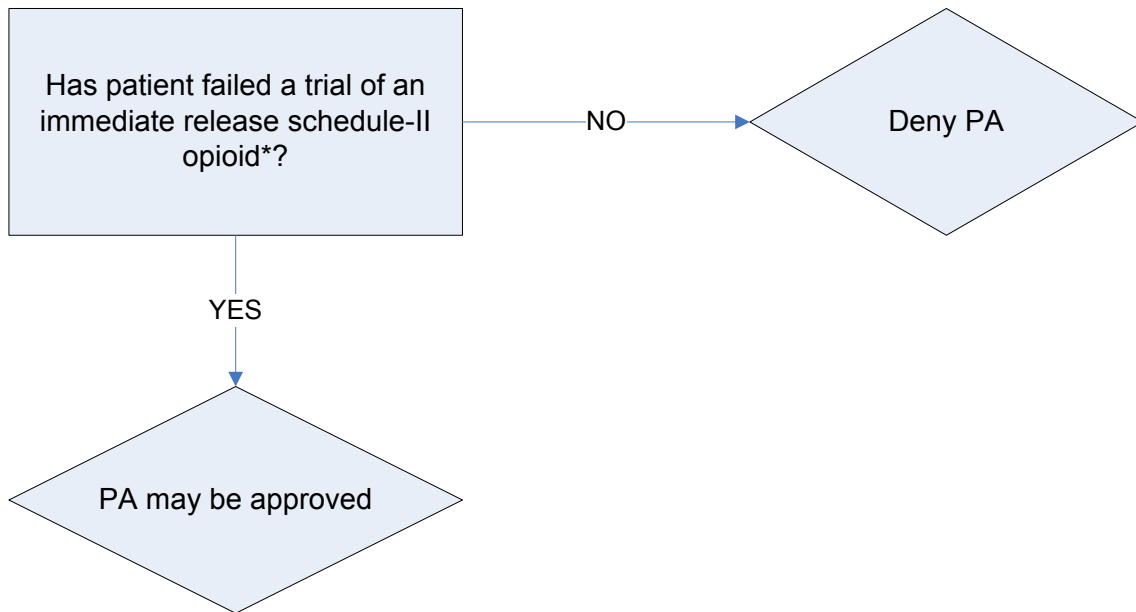 Has patient failed a trial of an
immediate release schedule-II
opioid*?
NO
Deny PA
YES
PA may be approved